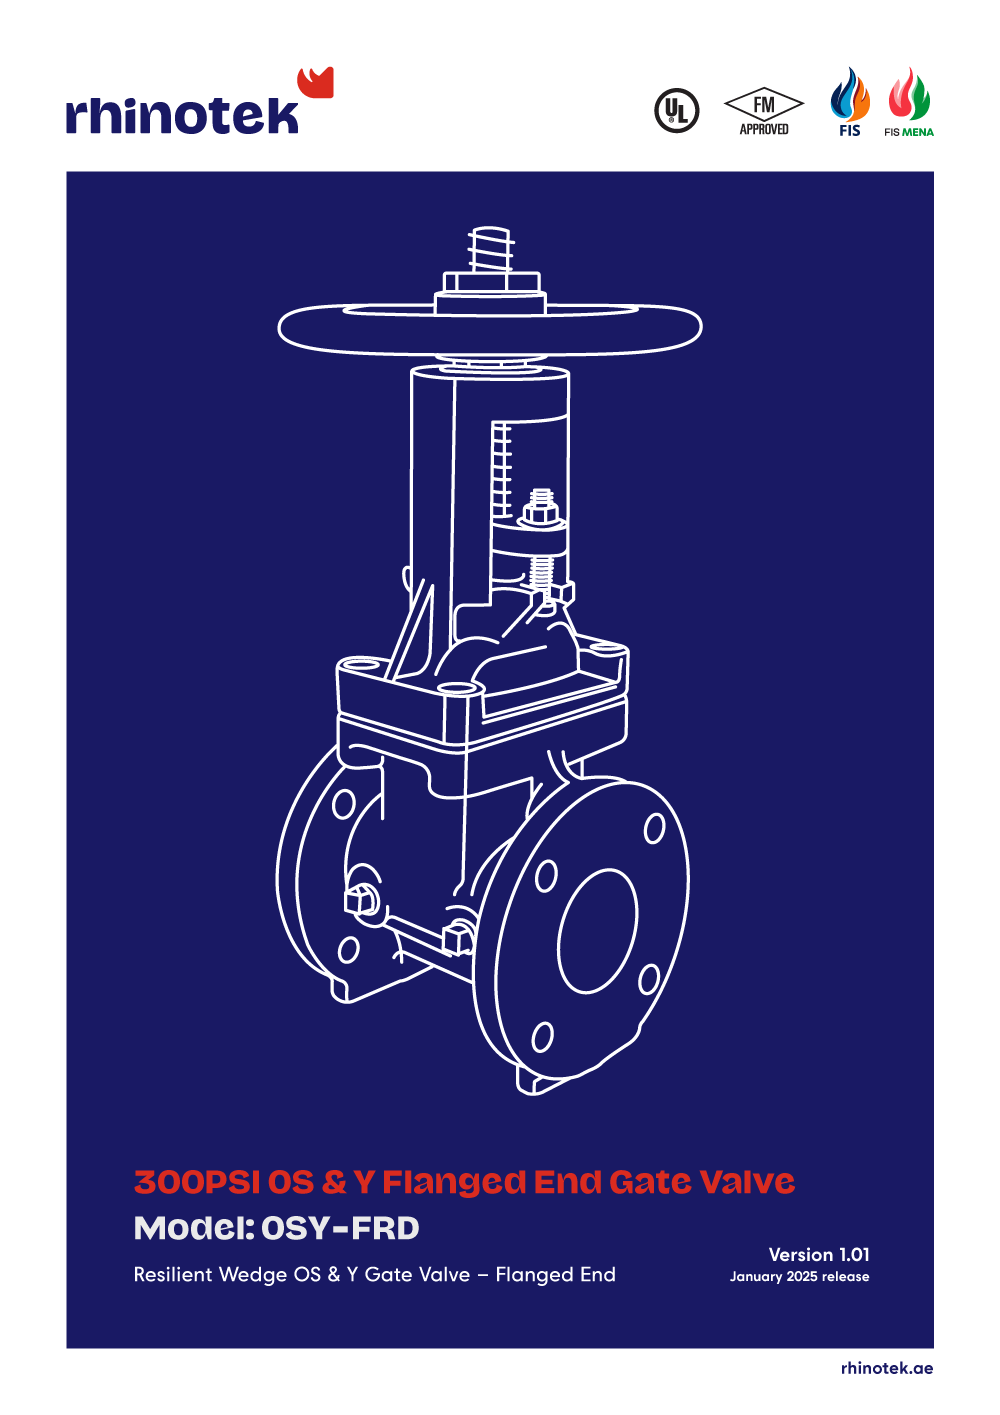 rhinotek
UL
®
FM
APPROVED
FIS
FIS MENA
300PSI OS & Y Flanged End Gate Valve
Model: OSY-FRD
Resilient Wedge OS & Y Gate Valve – Flanged End
Version 1.01
January 2025 release
rhinotek.ae